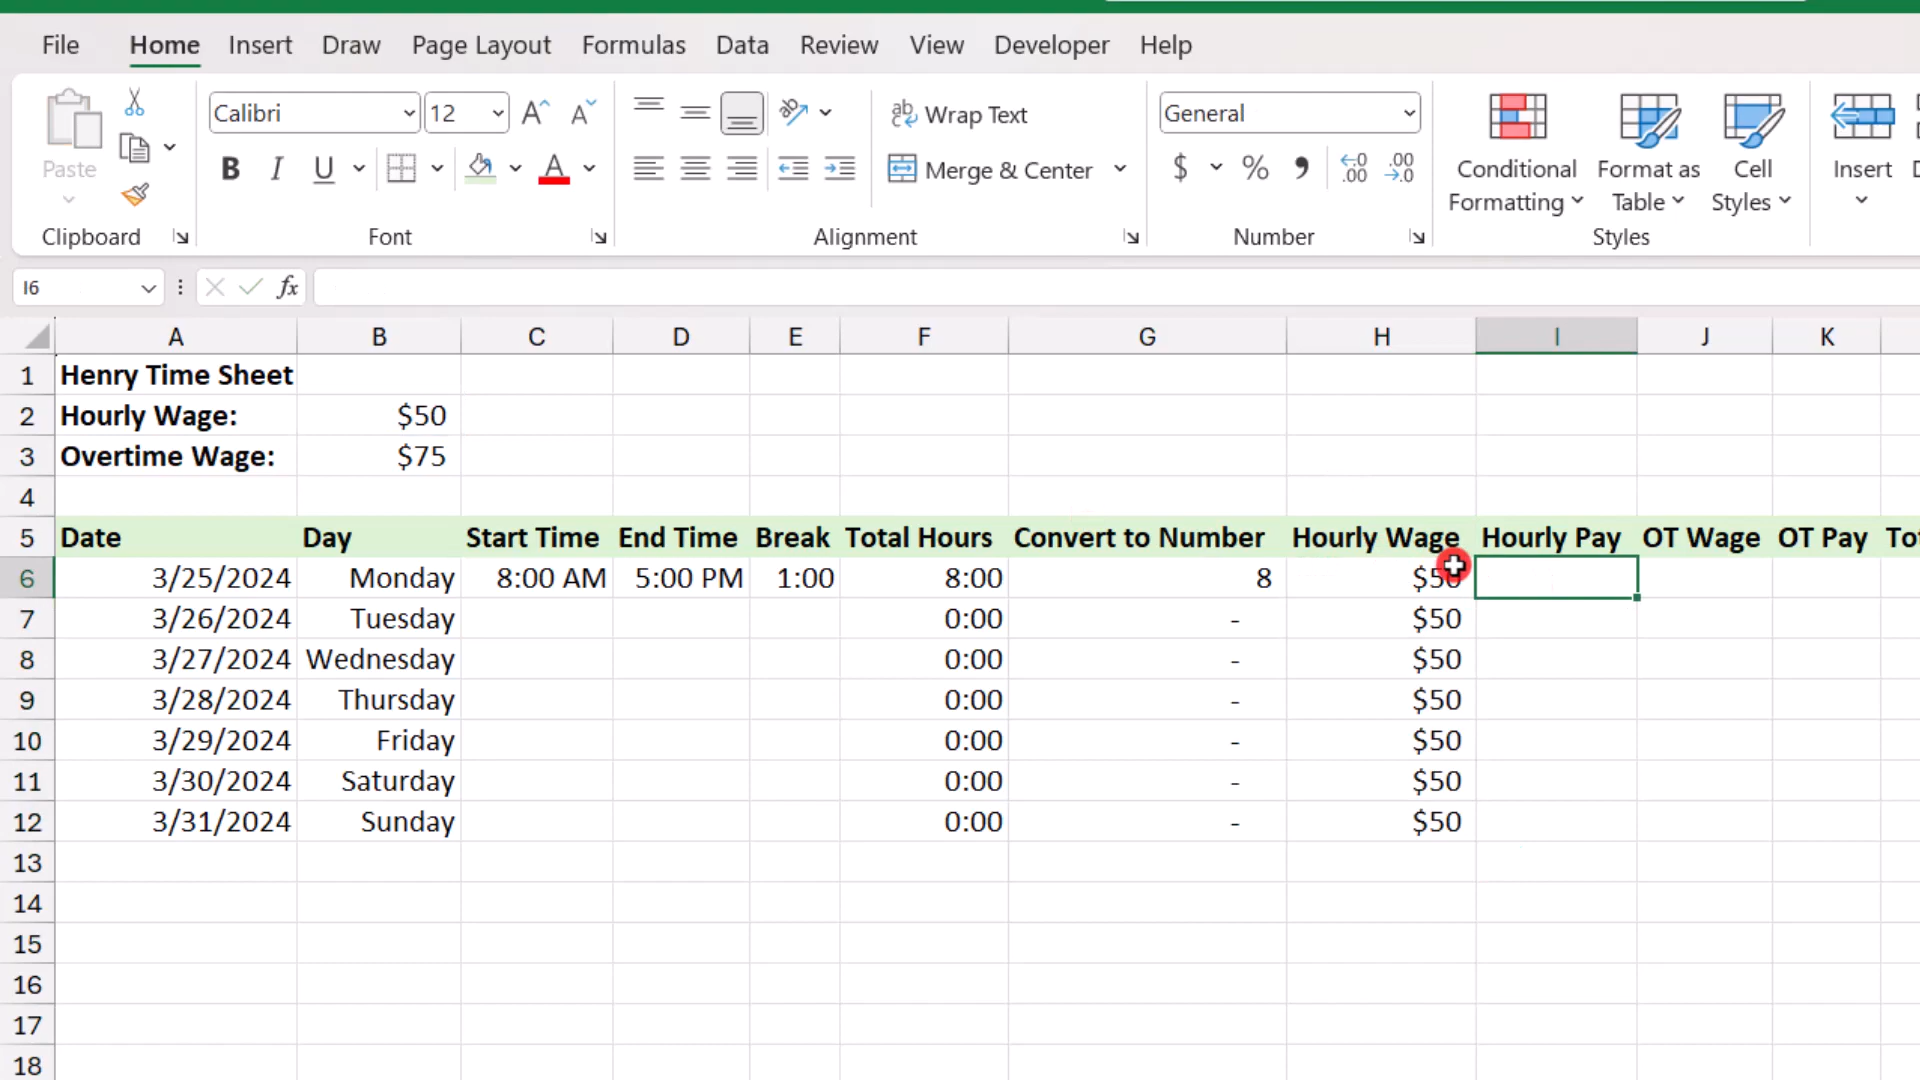 File Home Insert Draw Page Layout Formulas Data Review View Developer Help
Paste
Calibri 12
Wrap Text
Merge & Center
General
$ % 9 .00
Conditional Formatting
Format as Table
Cell Styles
Insert
Clipboard Font Alignment Number Styles
I6 fx
A B C D E F G H I J K
1 Henry Time Sheet
2 Hourly Wage: $50
3 Overtime Wage: $75
4
5 Date Day Start Time End Time Break Total Hours Convert to Number Hourly Wage Hourly Pay OT Wage OT Pay
6 3/25/2024 Monday 8:00 AM 5:00 PM 1:00 8:00 8 $50
7 3/26/2024 Tuesday 0:00 - $50
8 3/27/2024 Wednesday 0:00 - $50
9 3/28/2024 Thursday 0:00 - $50
10 3/29/2024 Friday 0:00 - $50
11 3/30/2024 Saturday 0:00 - $50
12 3/31/2024 Sunday 0:00 - $50
13
14
15
16
17
18